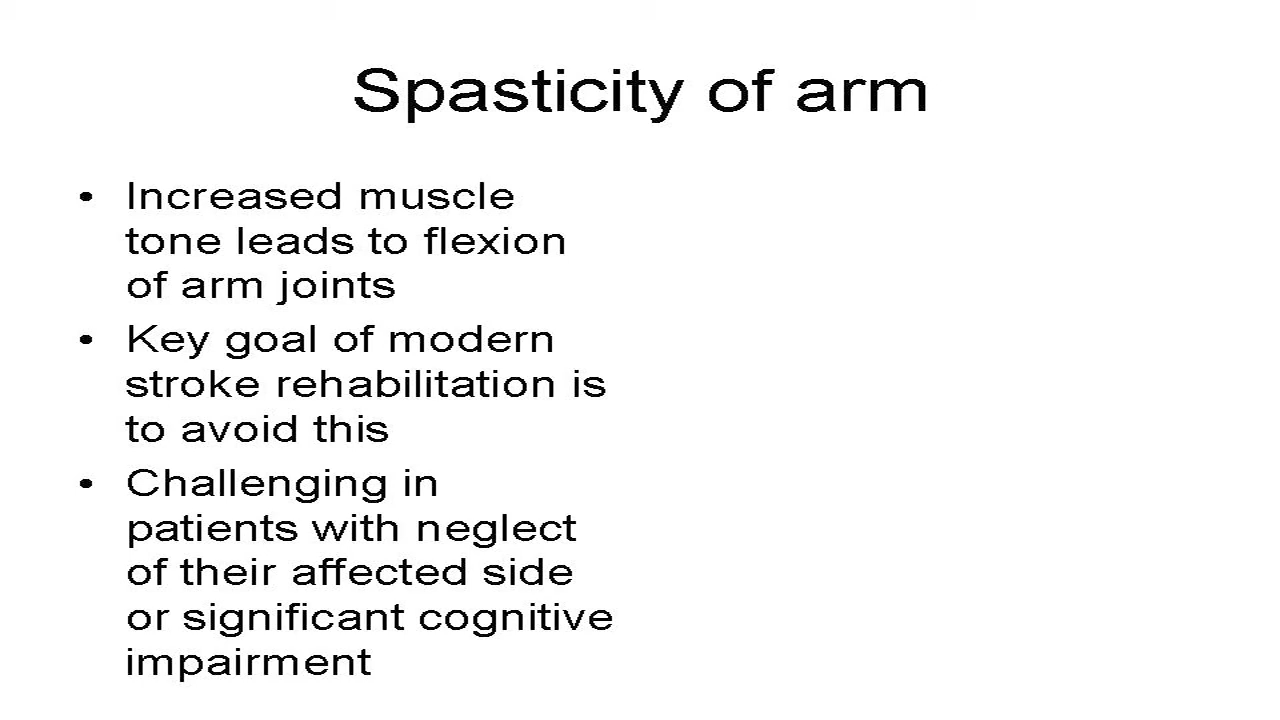 Spasticity of arm
• Increased muscle
tone leads to flexion
of arm joints
• Key goal of modern
stroke rehabilitation is
to avoid this
• Challenging in
patients with neglect
of their affected side
or significant cognitive
impairment